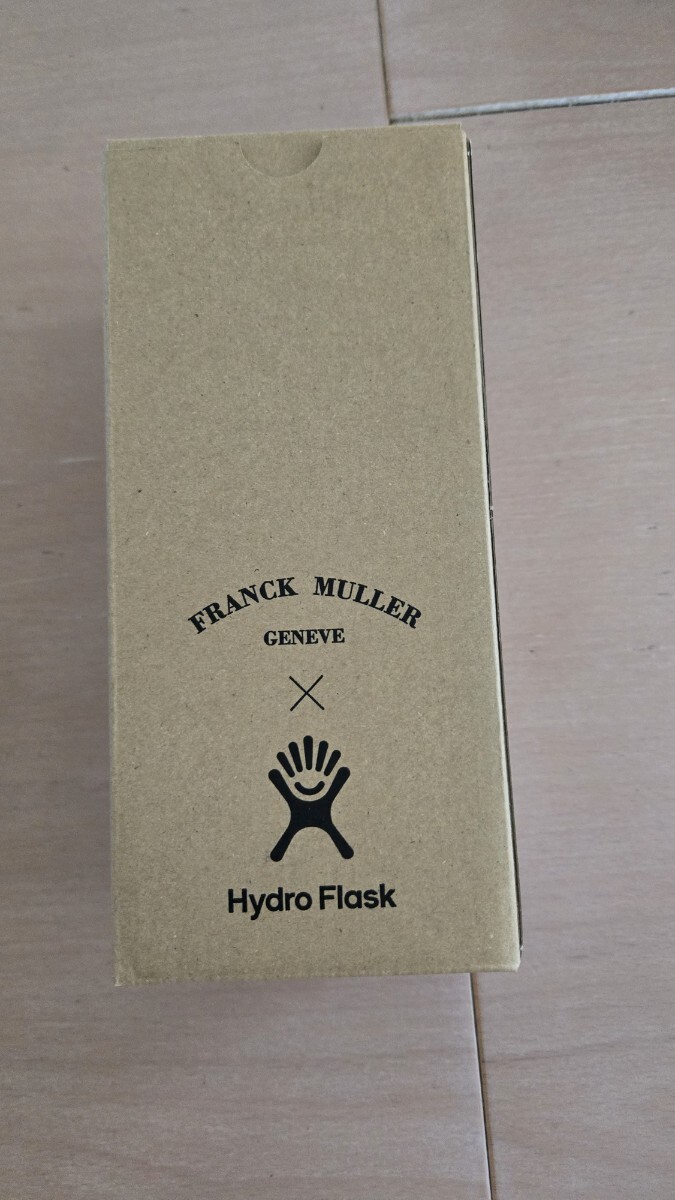 FRANCK MULLER
GENEVE
×
Hydro Flask